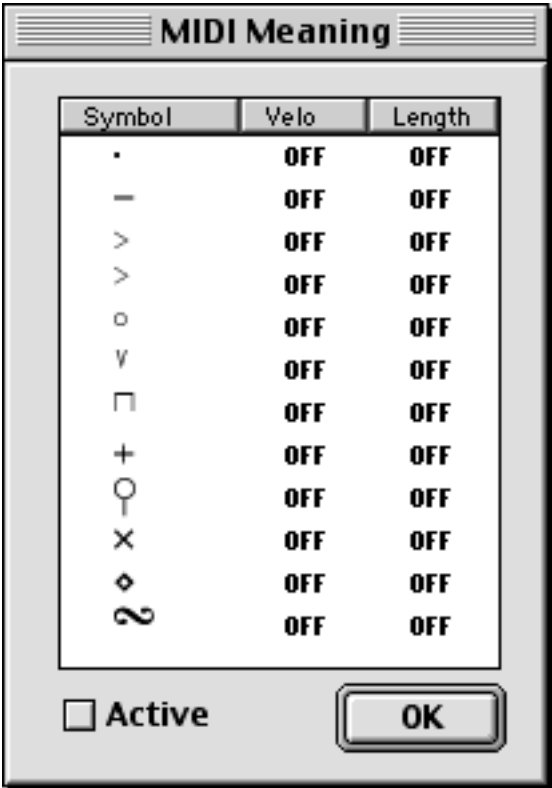 MIDI Meaning
Symbol Velo Length
. OFF OFF
— OFF OFF
> OFF OFF
> OFF OFF
o OFF OFF
V OFF OFF
⊓ OFF OFF
+ OFF OFF
⚲ OFF OFF
× OFF OFF
⋄ OFF OFF
~ OFF OFF
Active OK